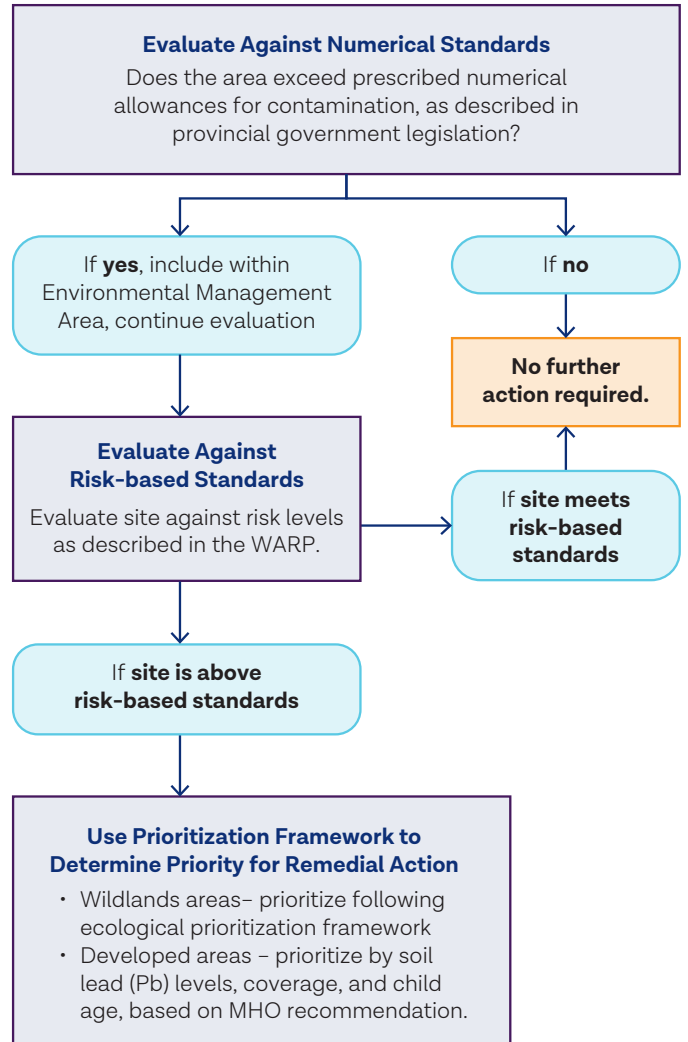 Evaluate Against Numerical Standards
Does the area exceed prescribed numerical
allowances for contamination, as described in
provincial government legislation?
If yes, include within
Environmental Management
Area, continue evaluation
If no
No further
action required.
Evaluate Against
Risk-based Standards
Evaluate site against risk levels
as described in the WARP.
If site meets
risk-based
standards
If site is above
risk-based standards
Use Prioritization Framework to
Determine Priority for Remedial Action
• Wildlands areas– prioritize following
ecological prioritization framework
• Developed areas – prioritize by soil
lead (Pb) levels, coverage, and child
age, based on MHO recommendation.